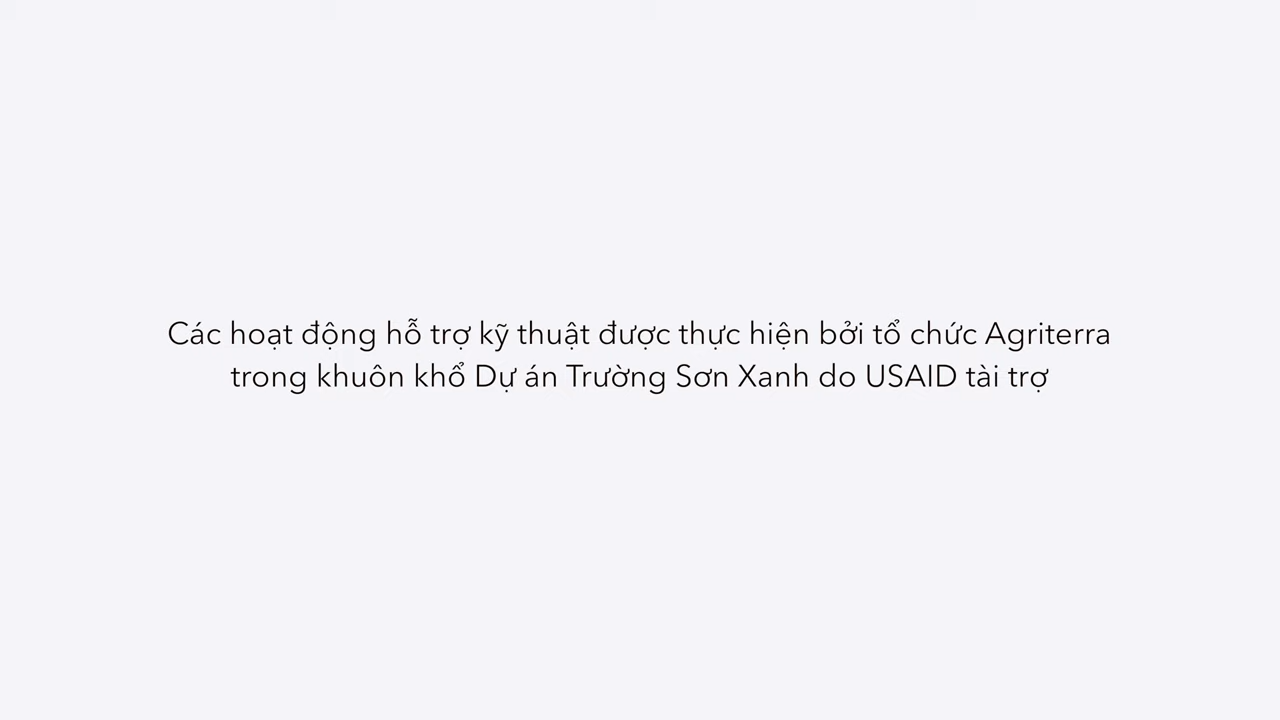 Các hoạt động hỗ trợ kỹ thuật được thực hiện bởi tổ chức Agriterra
trong khuôn khổ Dự án Trường Sơn Xanh do USAID tài trợ